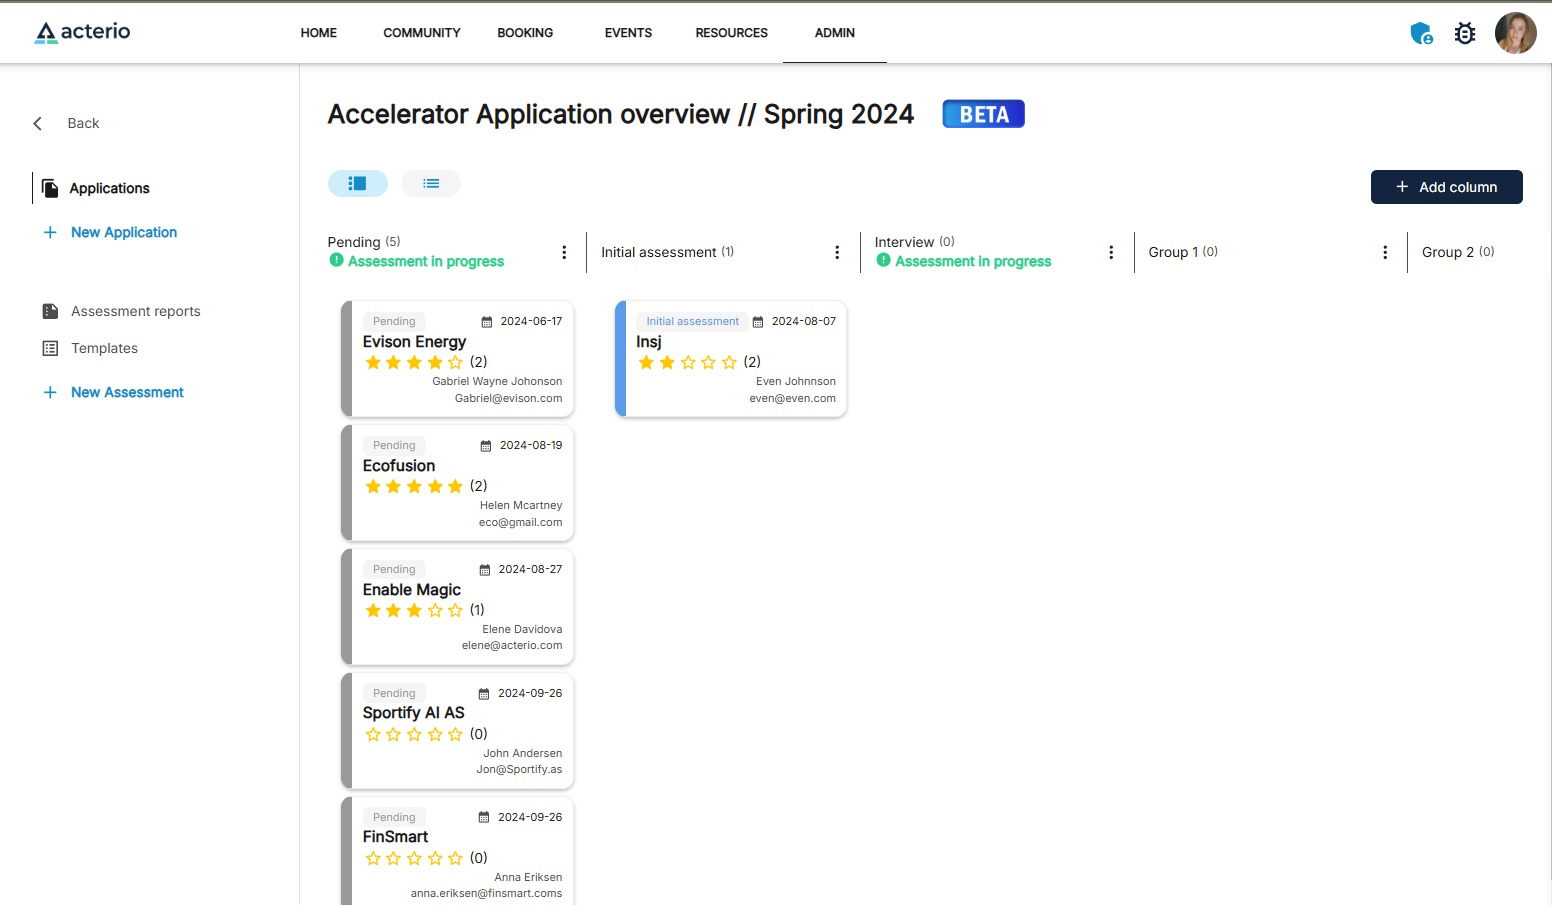 acterio
HOME
COMMUNITY
BOOKING
EVENTS
RESOURCES
ADMIN
Back
Applications
New Application
Assessment reports
Templates
New Assessment
Accelerator Application overview // Spring 2024
BETA
Add column
Pending (5)
Assessment in progress
Initial assessment (1)
Interview (0)
Assessment in progress
Group 1 (0)
Group 2 (0)
Pending 2024-06-17
Evison Energy
(2)
Gabriel Wayne Johonson
Gabriel@evison.com
Pending 2024-08-19
Ecofusion
(2)
Helen Mcartney
eco@gmail.com
Pending 2024-08-27
Enable Magic
(1)
Elene Davidova
elene@acterio.com
Pending 2024-09-26
Sportify AI AS
(0)
John Andersen
Jon@Sportify.as
Pending 2024-09-26
FinSmart
(0)
Anna Eriksen
anna.eriksen@finsmart.coms
Initial assessment 2024-08-07
Insj
(2)
Even Johnnson
even@even.com